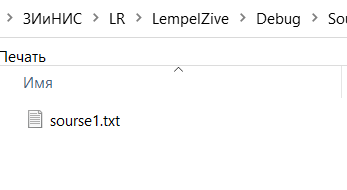 ЗИиНИС > LR > LempelZive > Debug > Sou
Печать
Имя
sourse1.txt